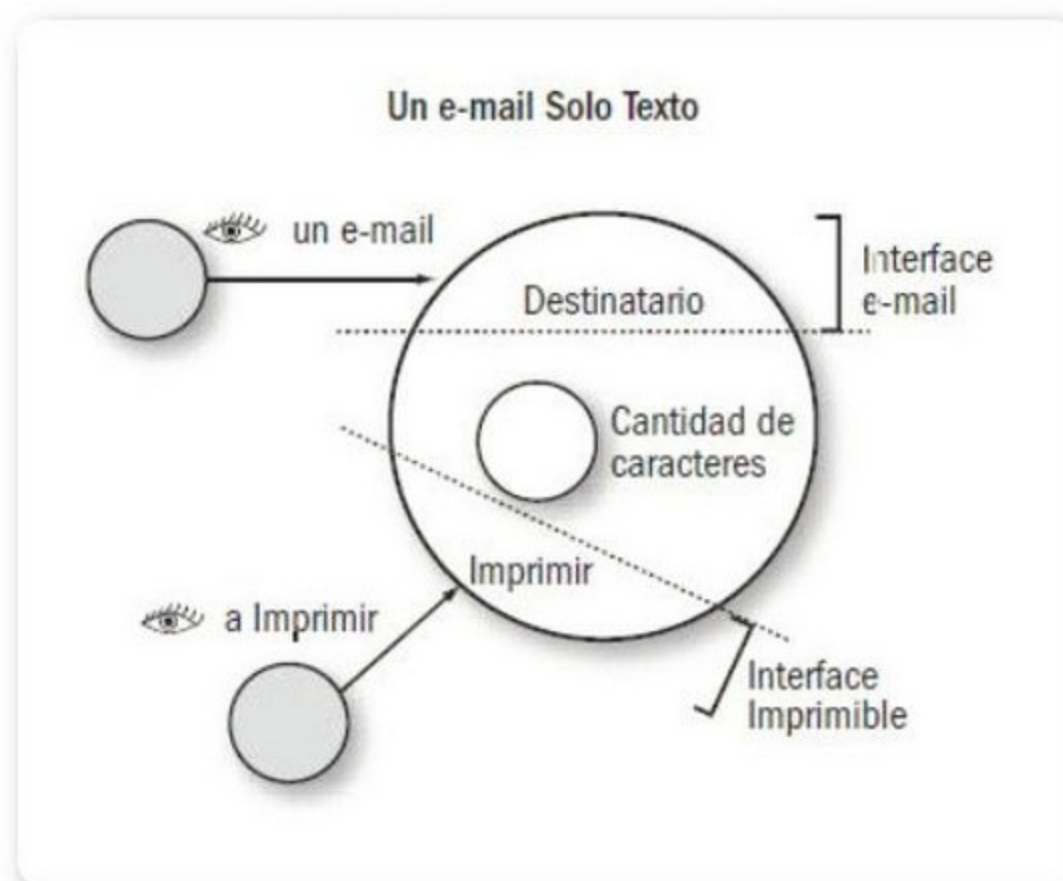 Un e-mail Solo Texto
un e-mail
Interface
e-mail
Destinatario
Cantidad de
caracteres
Imprimir
a Imprimir
Interface
Imprimible